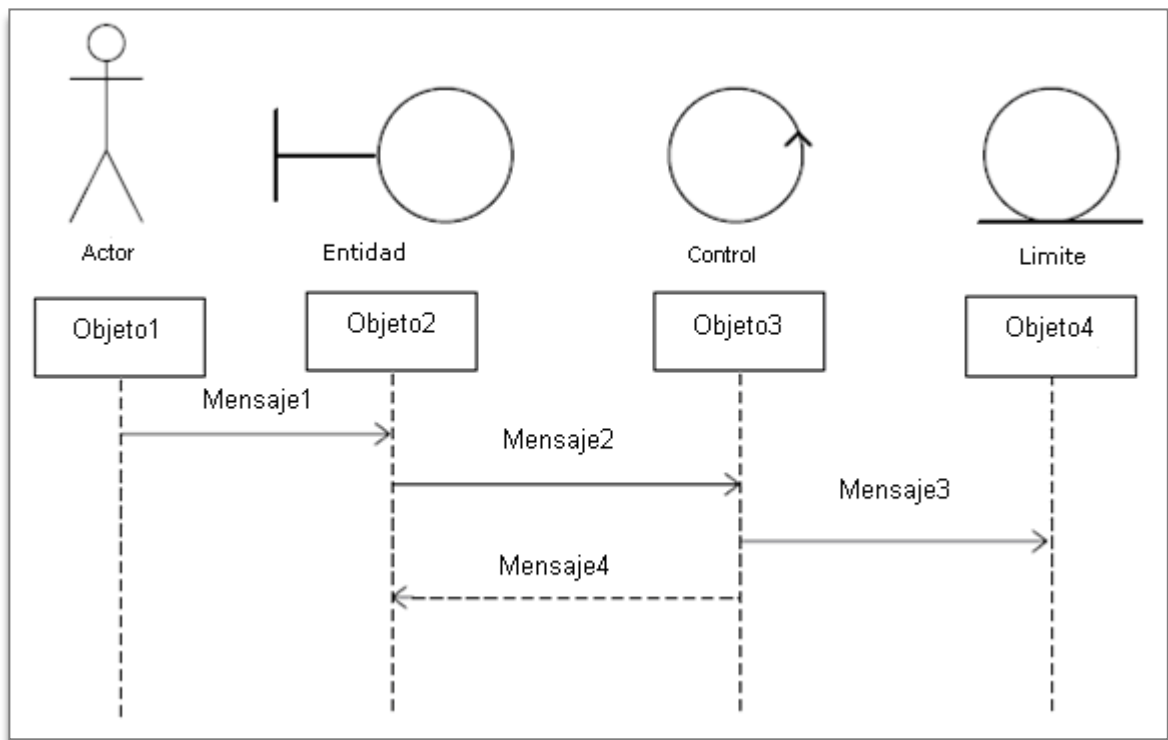 Actor
Entidad
Control
Limite
Objeto1
Objeto2
Objeto3
Objeto4
Mensaje1
Mensaje2
Mensaje3
Mensaje4